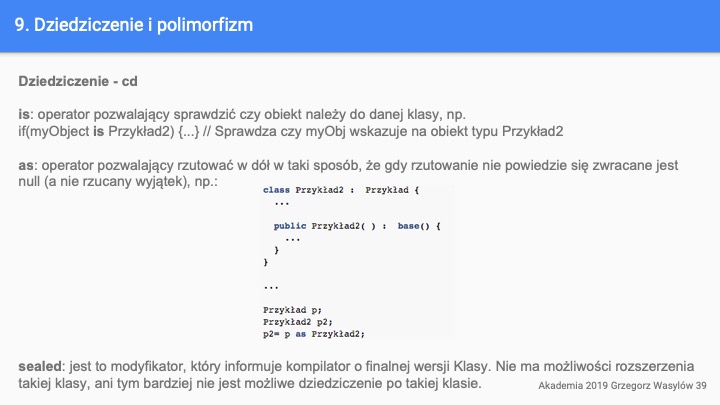 9. Dziedziczenie i polimorfizm
Dziedziczenie - cd
is: operator pozwalający sprawdzić czy obiekt należy do danej klasy, np.
if(myObject is Przykład2) {...} // Sprawdza czy myObj wskazuje na obiekt typu Przykład2
as: operator pozwalający rzutować w dół w taki sposób, że gdy rzutowanie nie powiedzie się zwracane jest
null (a nie rzucany wyjątek), np.:
class Przykład2 : Przykład {
...
public Przykład2( ) : base() {
...
}
}
...
Przykład p;
Przykład2 p2;
p2= p as Przykład2;
sealed: jest to modyfikator, który informuje kompilator o finalnej wersji Klasy. Nie ma możliwości rozszerzenia
takiej klasy, ani tym bardziej nie jest możliwe dziedziczenie po takiej klasie.
Akademia 2019 Grzegorz Wasylów 39